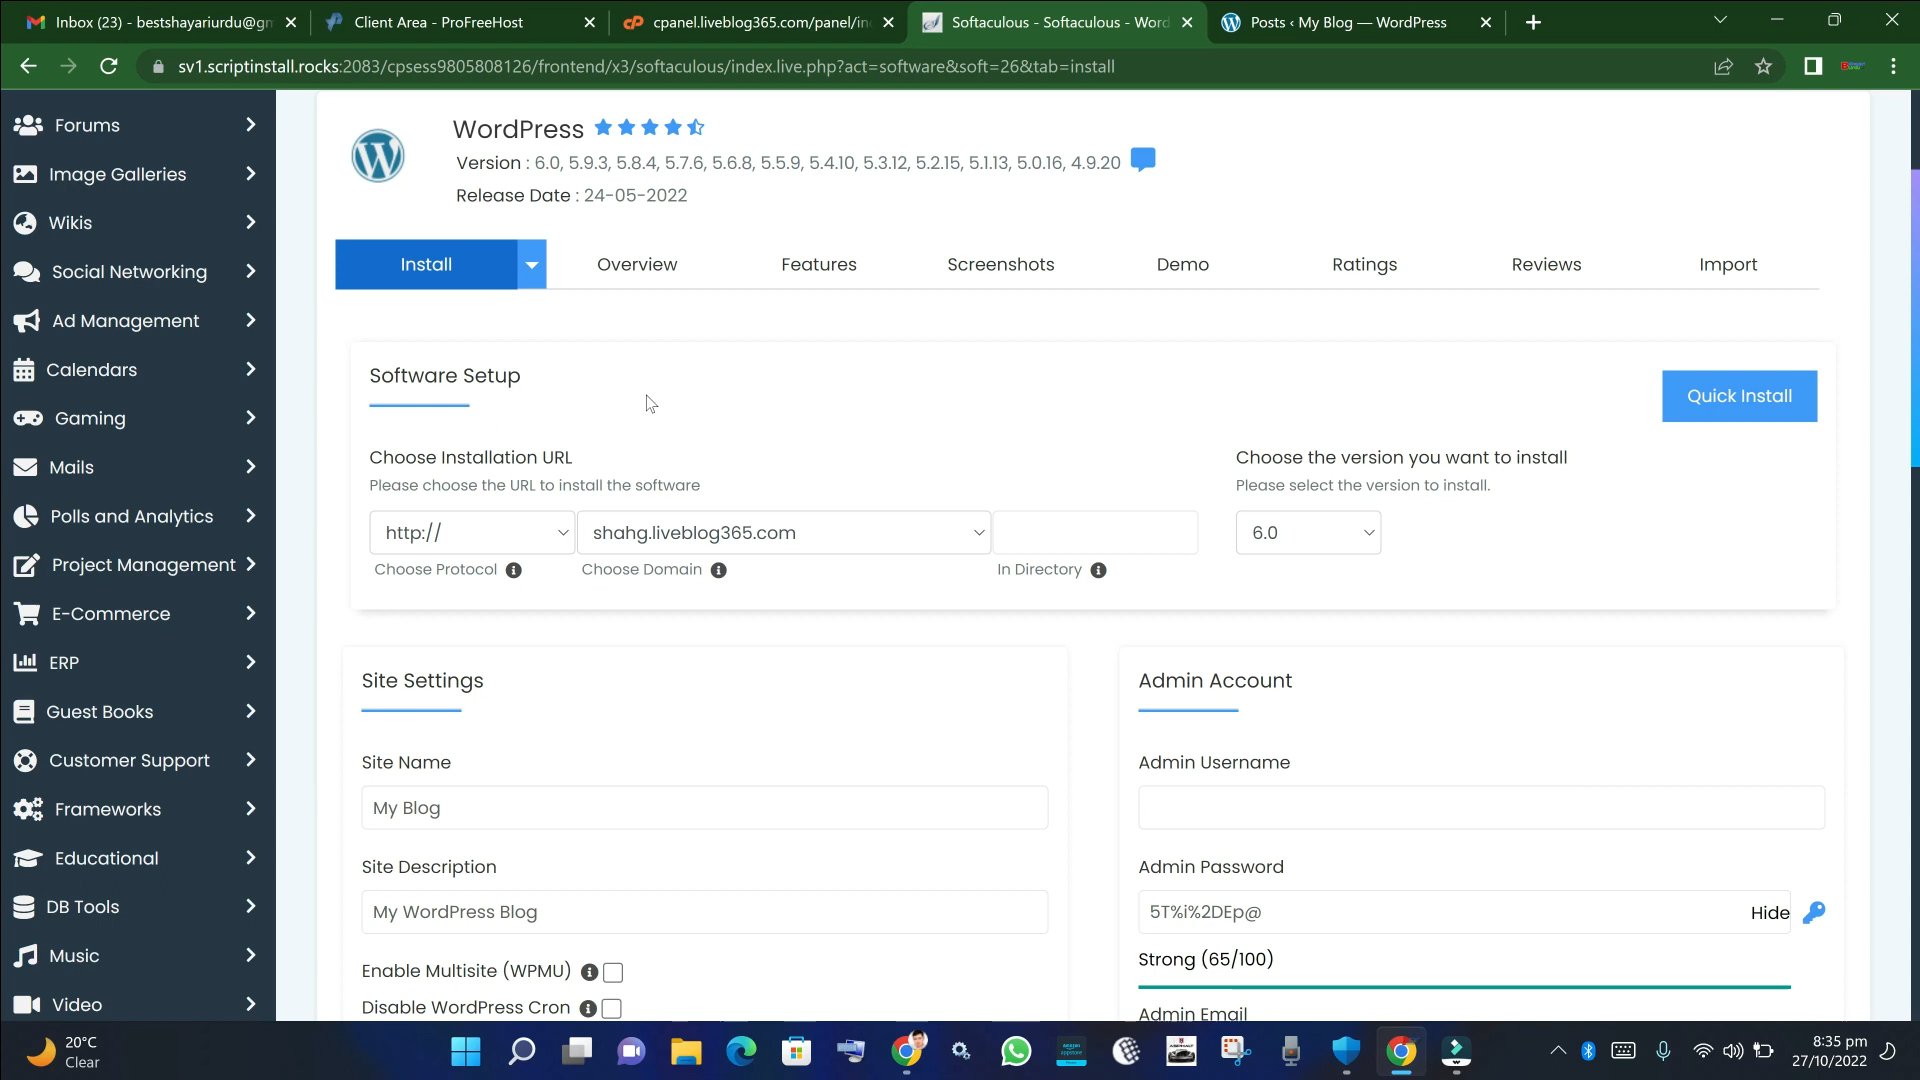 Inbox (23) - bestshayariurdu@gm
Client Area - ProFreeHost
cpanel.liveblog365.com/panel/in
Softaculous - Softaculous - Word
Posts ‹ My Blog — WordPress
sv1.scriptinstall.rocks:2083/cpsess9805808126/frontend/x3/softaculous/index.live.php?act=software&soft=26&tab=install
Forums
Image Galleries
Wikis
Social Networking
Ad Management
Calendars
Gaming
Mails
Polls and Analytics
Project Management
E-Commerce
ERP
Guest Books
Customer Support
Frameworks
Educational
DB Tools
Music
Video
WordPress
Version : 6.0, 5.9.3, 5.8.4, 5.7.6, 5.6.8, 5.5.9, 5.4.10, 5.3.12, 5.2.15, 5.1.13, 5.0.16, 4.9.20
Release Date : 24-05-2022
Install
Overview
Features
Screenshots
Demo
Ratings
Reviews
Import
Software Setup
Quick Install
Choose Installation URL
Please choose the URL to install the software
http://
shahg.liveblog365.com
Choose Protocol
Choose Domain
In Directory
Choose the version you want to install
Please select the version to install.
6.0
Site Settings
Site Name
My Blog
Site Description
My WordPress Blog
Enable Multisite (WPMU)
Disable WordPress Cron
Admin Account
Admin Username
Admin Password
5T%i%2DEp@
Hide
Strong (65/100)
Admin Email
20°C
Clear
8:35 pm
27/10/2022